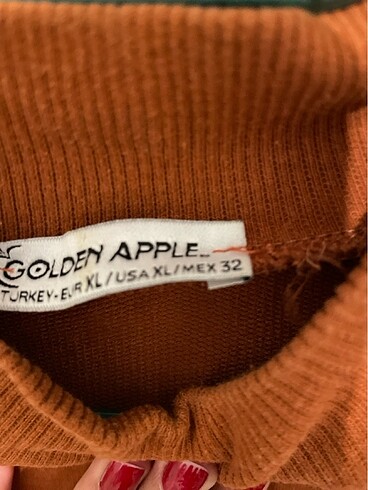 GOLDEN APPLE
TURKEY-EUR XL / USA XL / MEX 32